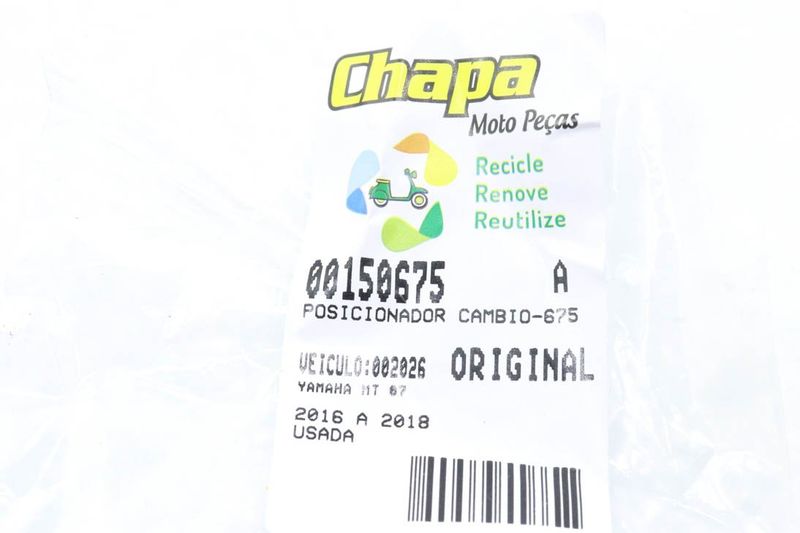 Chapa
Moto Peças
Recicle
Renove
Reutilize
00150675 A
POSICIONADOR CAMBIO-675
VEICULO:002026 ORIGINAL
YAMAHA MT 07
2016 A 2018
USADA